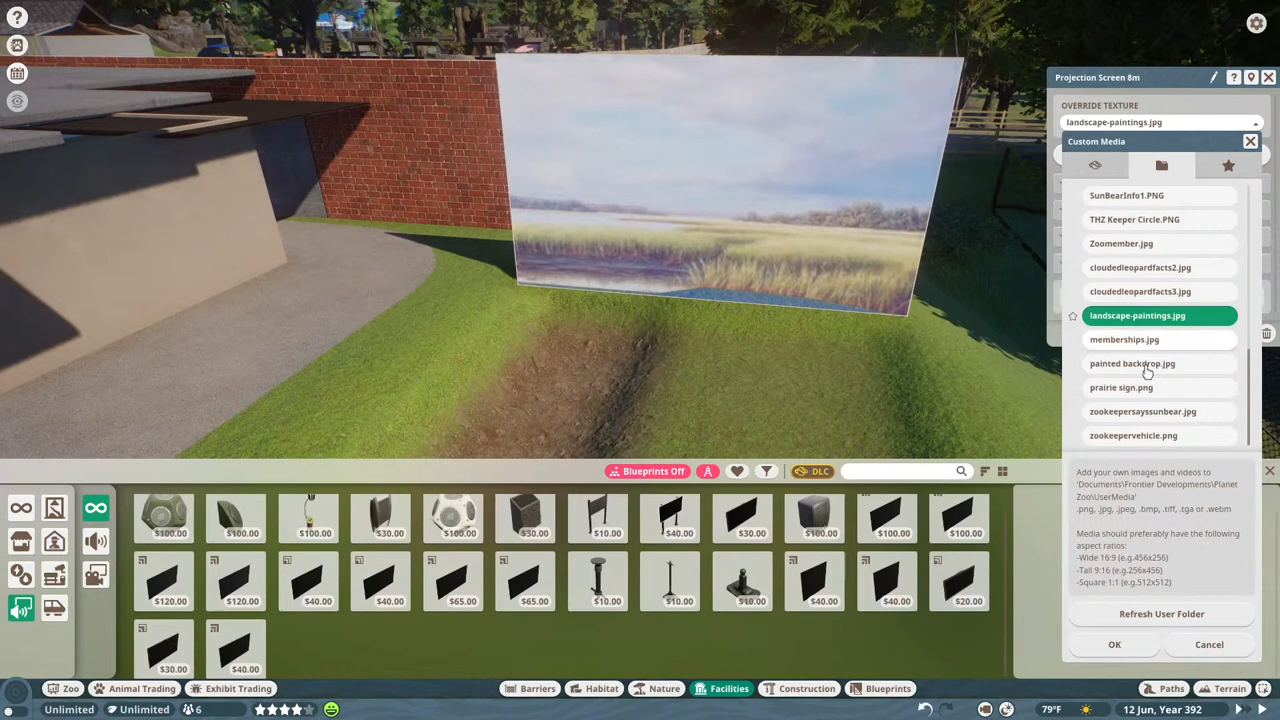 Projection Screen 8m
?
?
OVERRIDE TEXTURE
landscape-paintings.jpg
Custom Media
SunBearInfo1.PNG
THZ Keeper Circle.PNG
Zoomember.jpg
cloudedleopardfacts2.jpg
cloudedleopardfacts3.jpg
landscape-paintings.jpg
memberships.jpg
painted backdrop.jpg
prairie sign.png
zookeepersayssunbear.jpg
zookeepervehicle.png
Add your own images and videos to
'Documents\Frontier Developments\Planet
Zoo\UserMedia'
.png, .jpg, .jpeg, .bmp, .tiff, .tga or .webm
Media should preferably have the following
aspect ratios:
-Wide 16:9 (e.g.456x256)
-Tall 9:16 (e.g.256x456)
-Square 1:1 (e.g.512x512)
Refresh User Folder
OK
Cancel
Blueprints Off
DLC
$100.00
$200.00
$100.00
$30.00
$100.00
$30.00
$10.00
$40.00
$30.00
$100.00
$100.00
$100.00
$120.00
$120.00
$40.00
$40.00
$65.00
$65.00
$10.00
$10.00
$10.00
$40.00
$40.00
$20.00
$30.00
$40.00
Zoo
Animal Trading
Exhibit Trading
Barriers
Habitat
Nature
Facilities
Construction
Blueprints
Paths
Terrain
Unlimited
Unlimited
6
79°F
12 Jun, Year 392